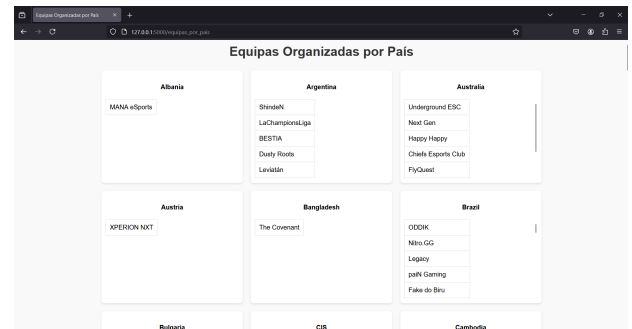 Equipas Organizadas por País
127.0.0.1:5000/equipas_por_pais
Equipas Organizadas por País
Albania
MANA eSports
Argentina
ShindeN
LaChampionsLiga
BESTIA
Dusty Roots
Leviatán
Australia
Underground ESC
Next Gen
Happy Happy
Chiefs Esports Club
FlyQuest
Austria
XPERION NXT
Bangladesh
The Covenant
Brazil
ODDIK
Nitro.GG
Legacy
paiN Gaming
Fake do Biru
Bulgaria
CIS
Cambodia